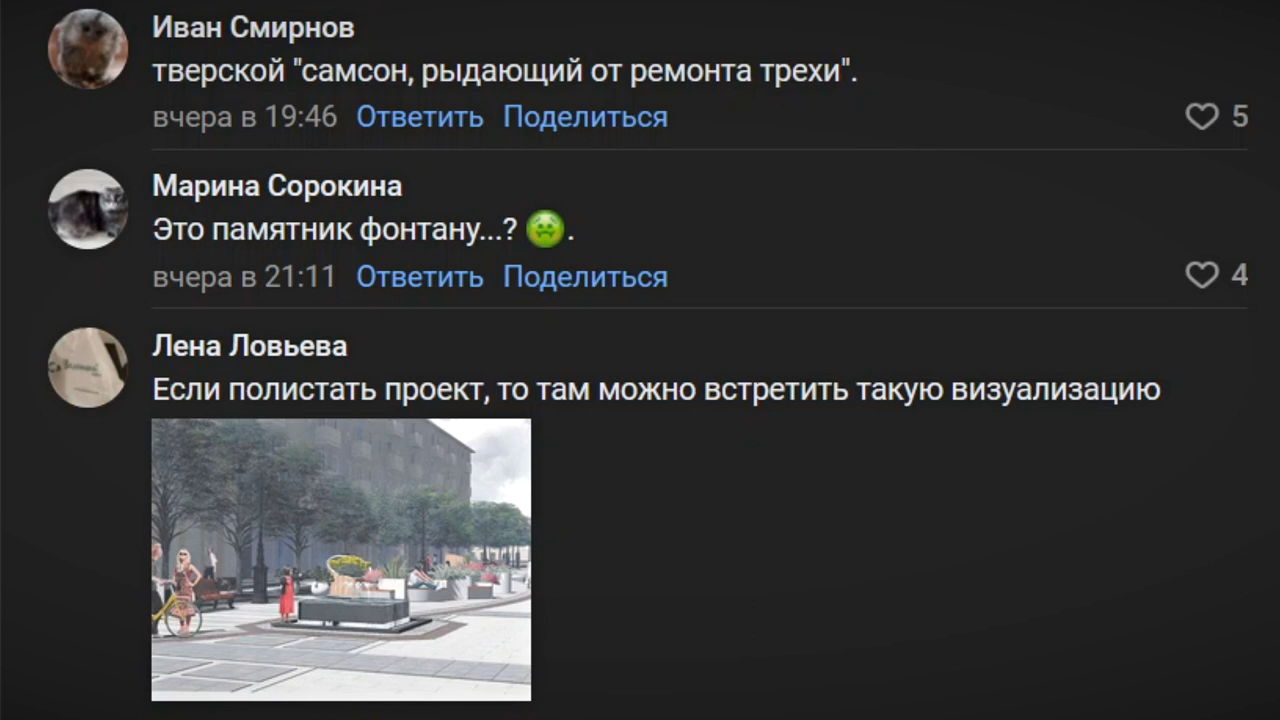 Иван Смирнов
тверской "самсон, рыдающий от ремонта трехи".
вчера в 19:46 Ответить Поделиться 5
Марина Сорокина
Это памятник фонтану...? 🤢.
вчера в 21:11 Ответить Поделиться 4
Лена Ловьева
Если полистать проект, то там можно встретить такую визуализацию